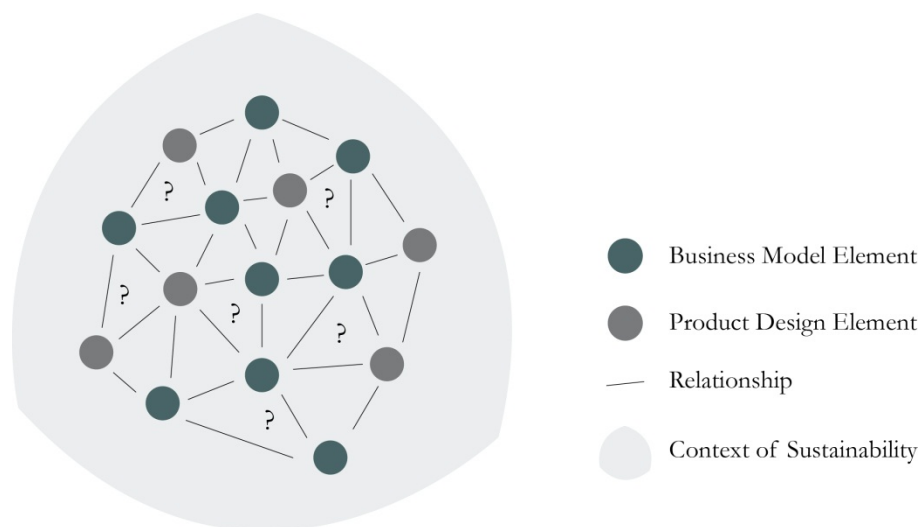 ?
?
?
?
?
?
Business Model Element
Product Design Element
Relationship
Context of Sustainability